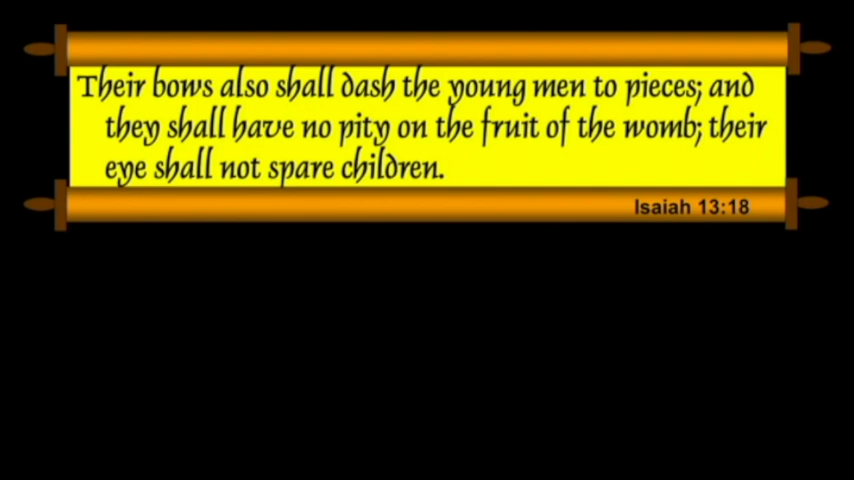 Their bows also shall dash the young men to pieces; and
they shall have no pity on the fruit of the womb; their
eye shall not spare children.
Isaiah 13:18